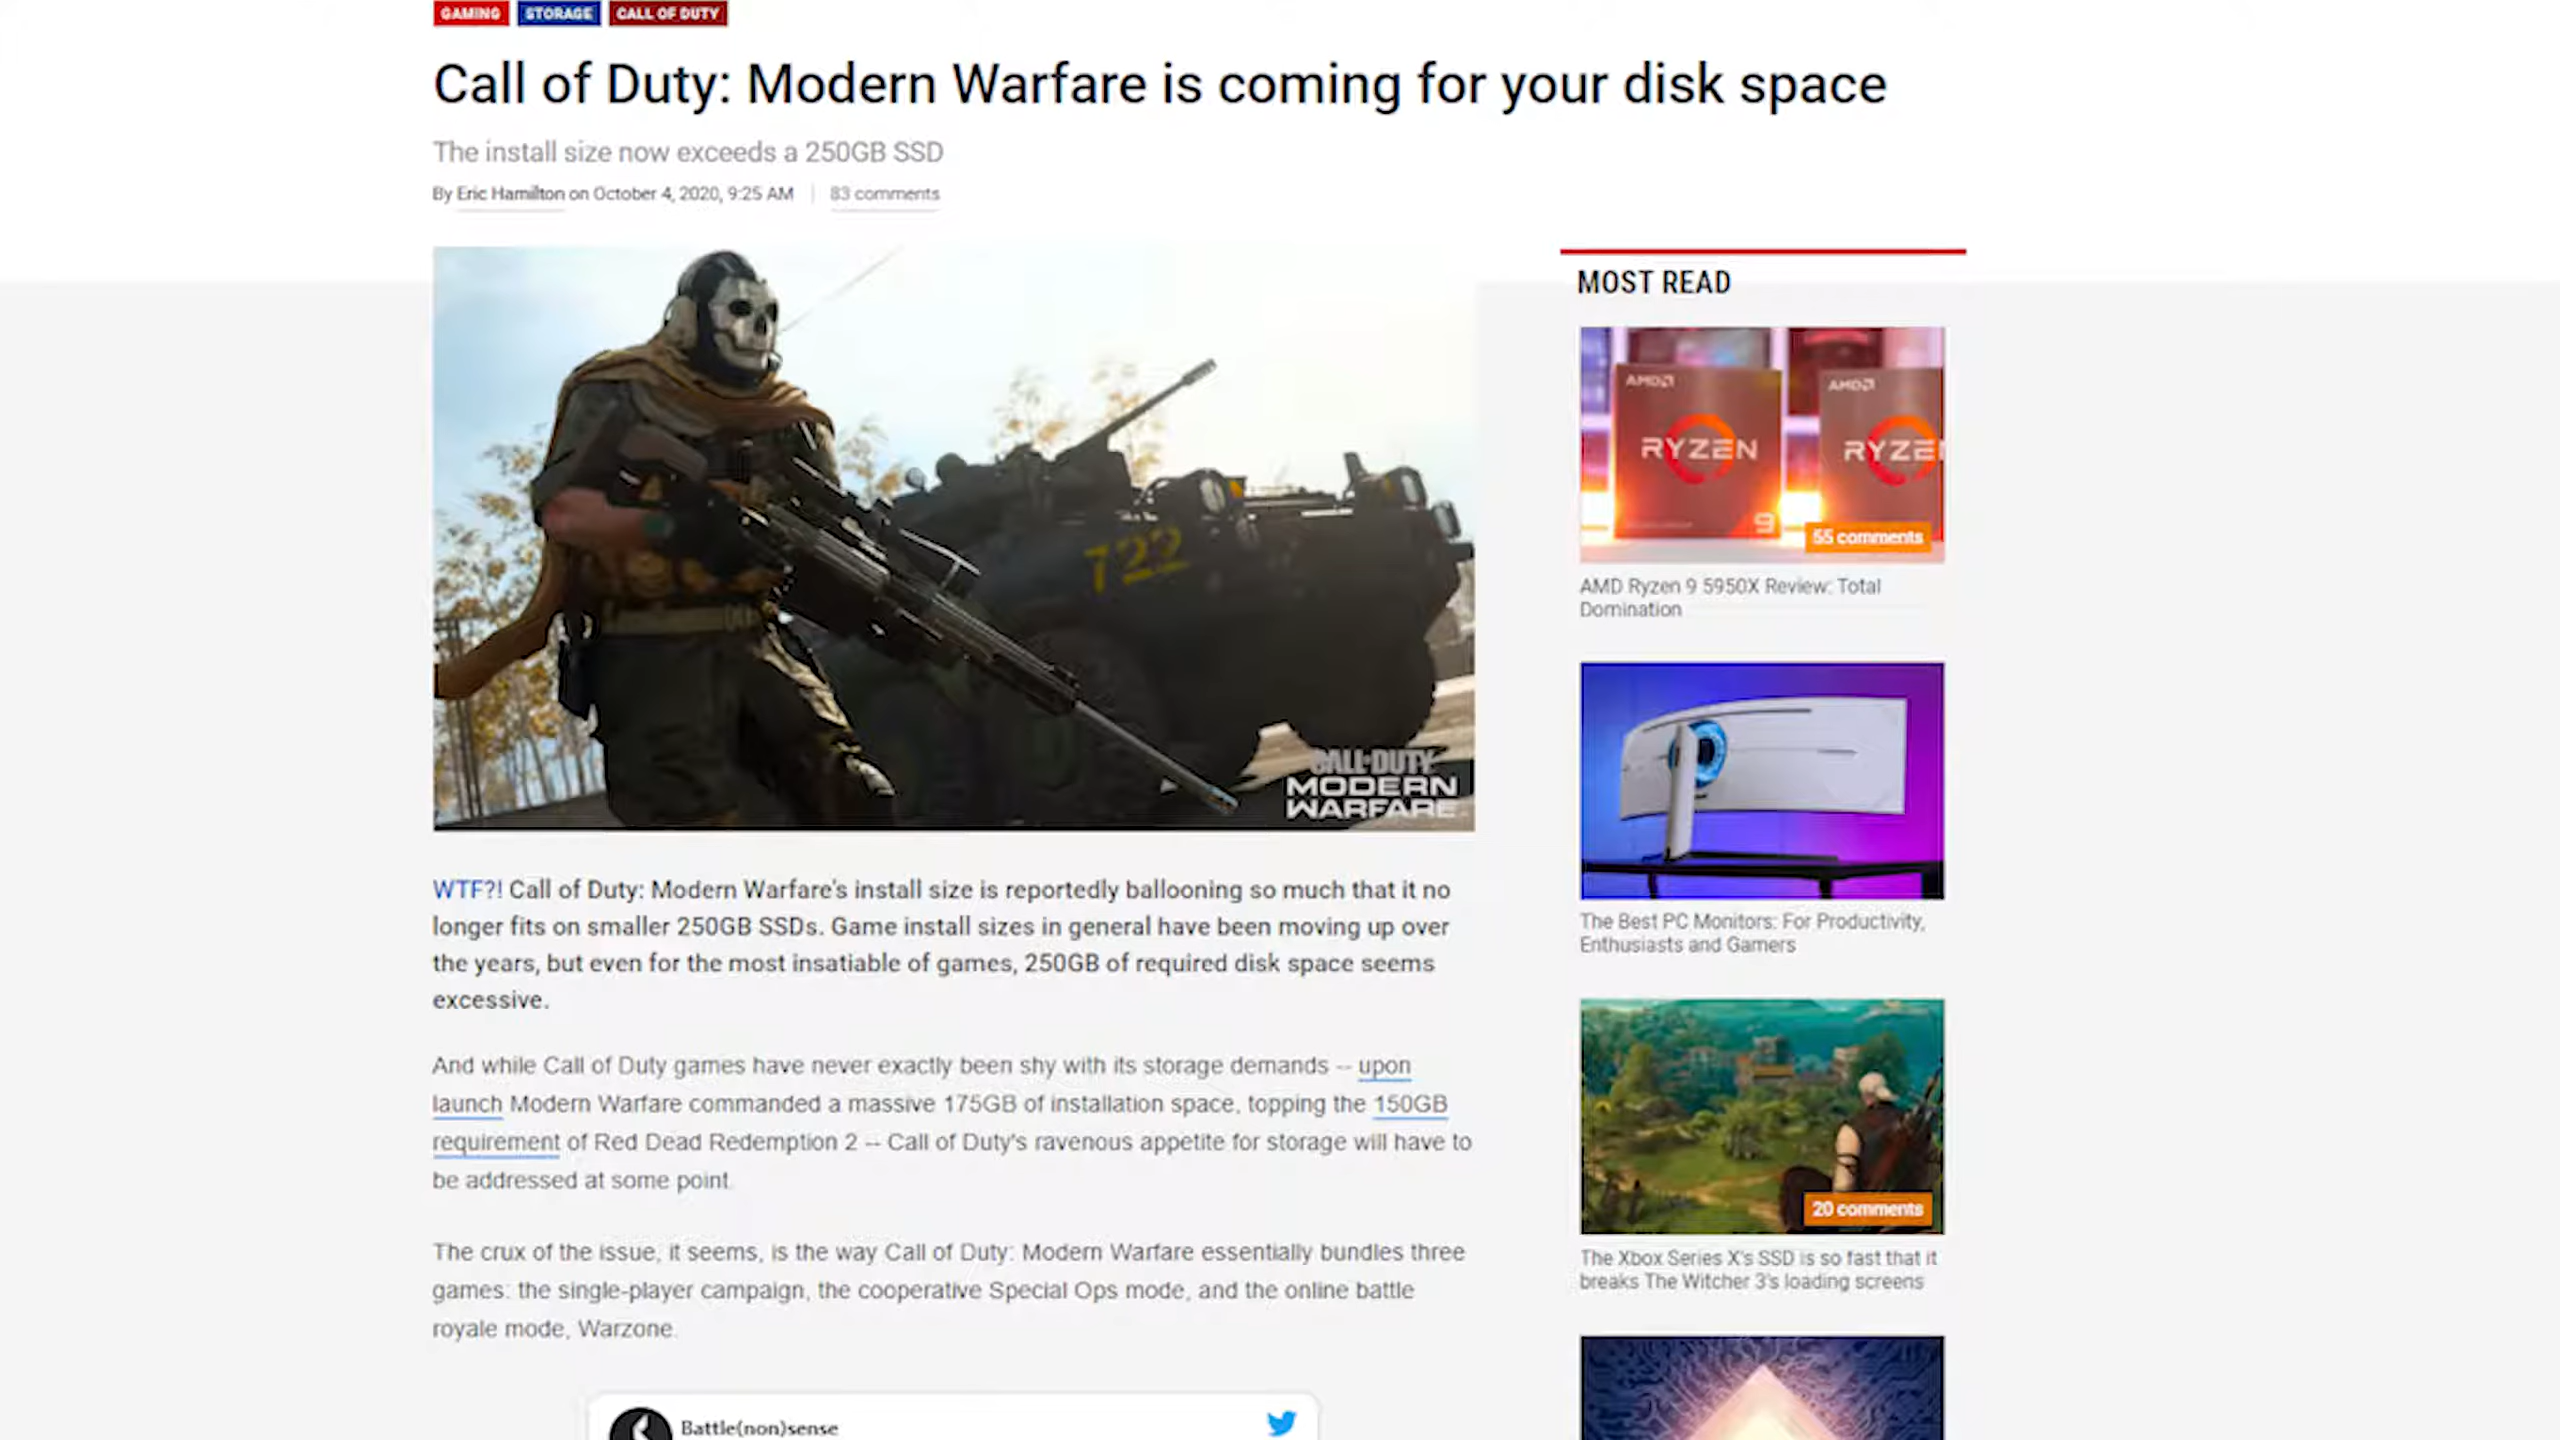 GAMING STORAGE CALL OF DUTY
Call of Duty: Modern Warfare is coming for your disk space
The install size now exceeds a 250GB SSD
By Eric Hamilton on October 4, 2020, 9:25 AM | 83 comments
722
CALL OF DUTY
MODERN
WARFARE
WTF?! Call of Duty: Modern Warfare's install size is reportedly ballooning so much that it no
longer fits on smaller 250GB SSDs. Game install sizes in general have been moving up over
the years, but even for the most insatiable of games, 250GB of required disk space seems
excessive.
And while Call of Duty games have never exactly been shy with its storage demands -- upon
launch Modern Warfare commanded a massive 175GB of installation space, topping the 150GB
requirement of Red Dead Redemption 2 -- Call of Duty's ravenous appetite for storage will have to
be addressed at some point.
The crux of the issue, it seems, is the way Call of Duty: Modern Warfare essentially bundles three
games: the single-player campaign, the cooperative Special Ops mode, and the online battle
royale mode, Warzone.
Battle(non)sense
MOST READ
AMD AMD
RYZEN RYZE
9
55 comments
AMD Ryzen 9 5950X Review: Total
Domination
The Best PC Monitors: For Productivity,
Enthusiasts and Gamers
20 comments
The Xbox Series X's SSD is so fast that it
breaks The Witcher 3's loading screens